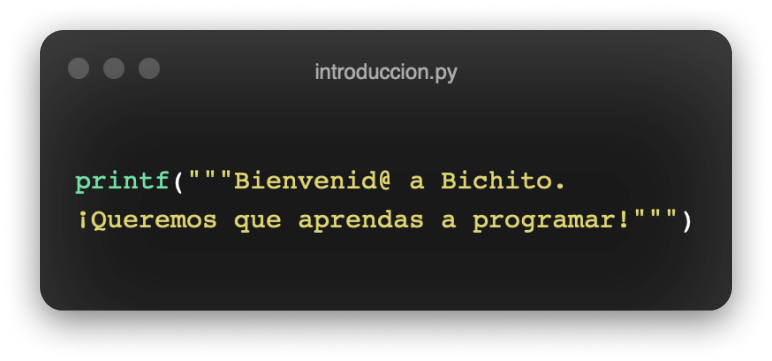 introduccion.py
printf("""Bienvenid@ a Bichito.
¡Queremos que aprendas a programar!""")